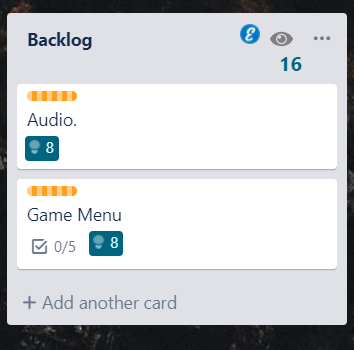 Backlog
16
Audio.
8
Game Menu
0/5 8
+ Add another card